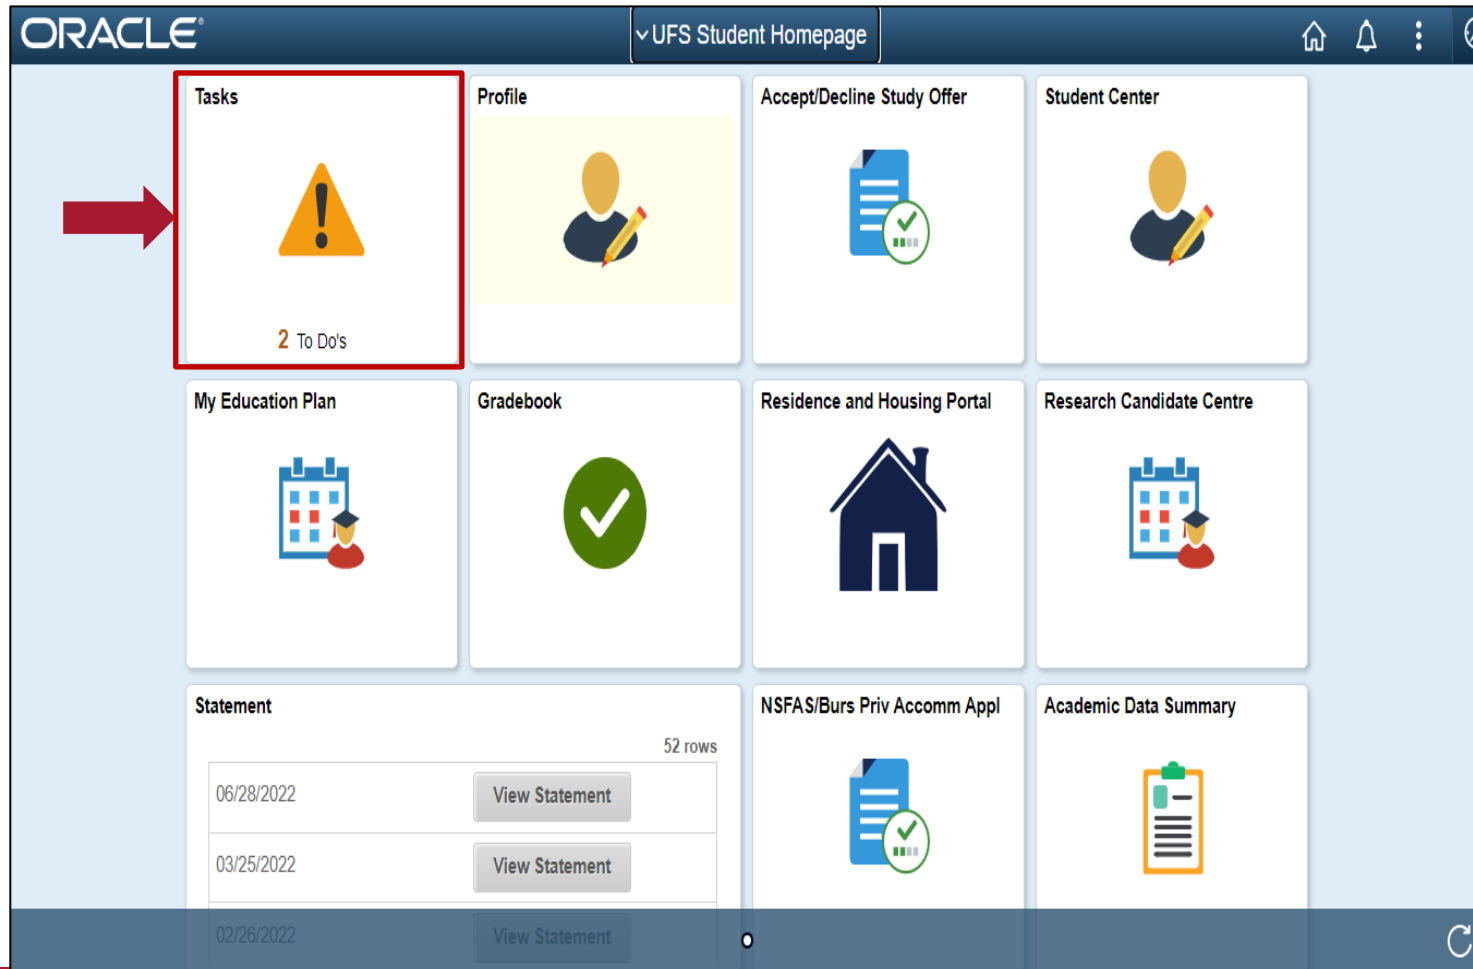 ORACLE®
UFS Student Homepage
Tasks
2 To Do's
Profile
Accept/Decline Study Offer
Student Center
My Education Plan
Gradebook
Residence and Housing Portal
Research Candidate Centre
Statement
52 rows
06/28/2022 View Statement
03/25/2022 View Statement
02/26/2022 View Statement
NSFAS/Burs Priv Accomm Appl
Academic Data Summary